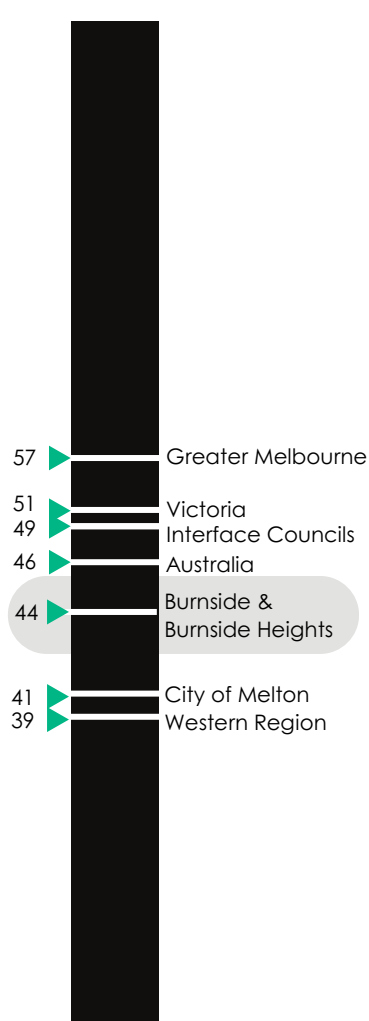 57 Greater Melbourne
51 Victoria
49 Interface Councils
46 Australia
44 Burnside &
Burnside Heights
41 City of Melton
39 Western Region